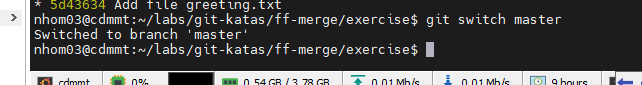 * 5d43634 Add file greeting.txt
nhom03@cdmmt:~/labs/git-katas/ff-merge/exercise$ git switch master
Switched to branch 'master'
nhom03@cdmmt:~/labs/git-katas/ff-merge/exercise$
cdmmt 0% 0.54 GB / 3.78 GB 0.01 Mb/s 0.01 Mb/s 9 hours